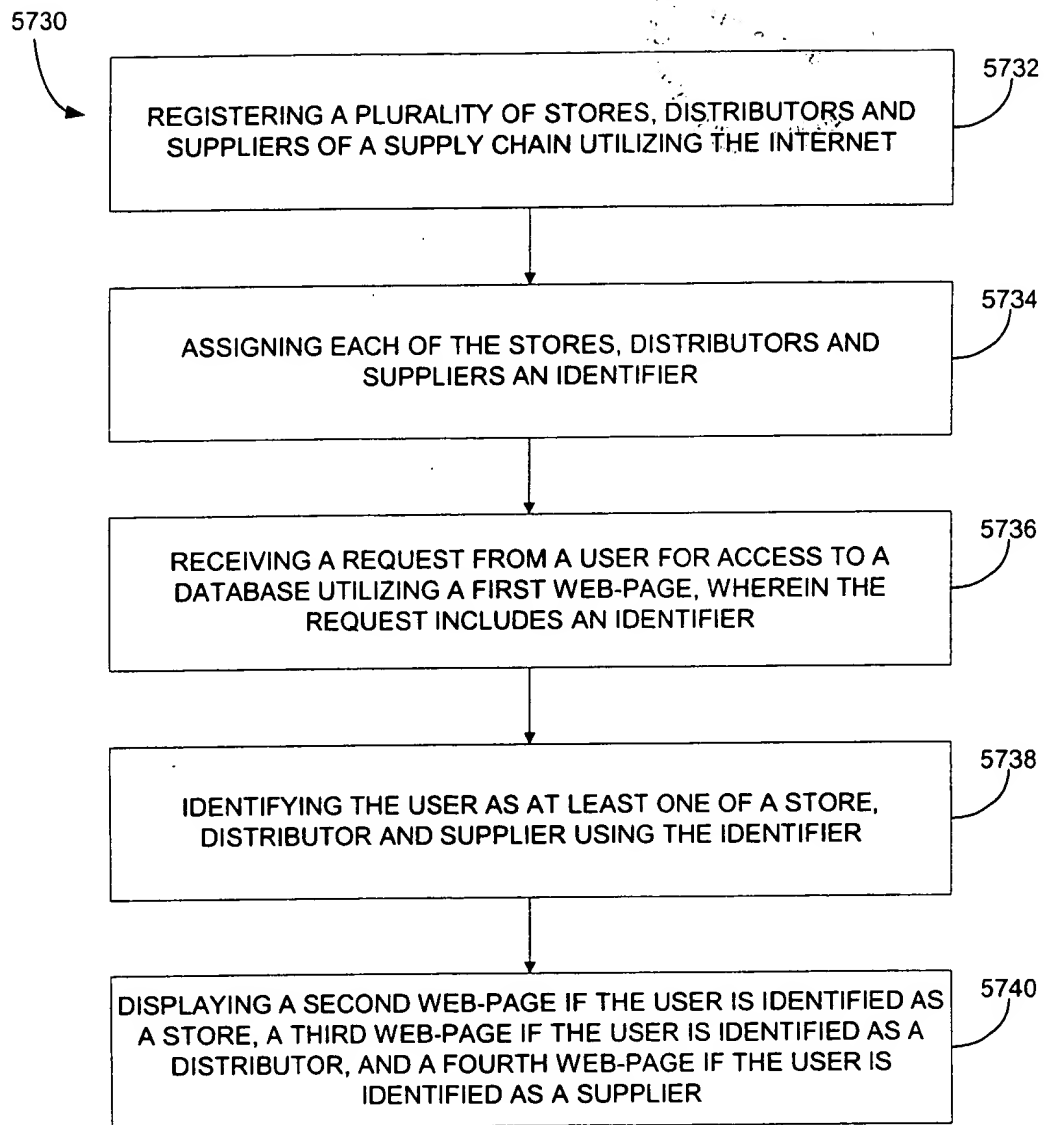 5730
5732
REGISTERING A PLURALITY OF STORES, DISTRIBUTORS AND
SUPPLIERS OF A SUPPLY CHAIN UTILIZING THE INTERNET
5734
ASSIGNING EACH OF THE STORES, DISTRIBUTORS AND
SUPPLIERS AN IDENTIFIER
5736
RECEIVING A REQUEST FROM A USER FOR ACCESS TO A
DATABASE UTILIZING A FIRST WEB-PAGE, WHEREIN THE
REQUEST INCLUDES AN IDENTIFIER
5738
IDENTIFYING THE USER AS AT LEAST ONE OF A STORE,
DISTRIBUTOR AND SUPPLIER USING THE IDENTIFIER
5740
DISPLAYING A SECOND WEB-PAGE IF THE USER IS IDENTIFIED AS
A STORE, A THIRD WEB-PAGE IF THE USER IS IDENTIFIED AS A
DISTRIBUTOR, AND A FOURTH WEB-PAGE IF THE USER IS
IDENTIFIED AS A SUPPLIER